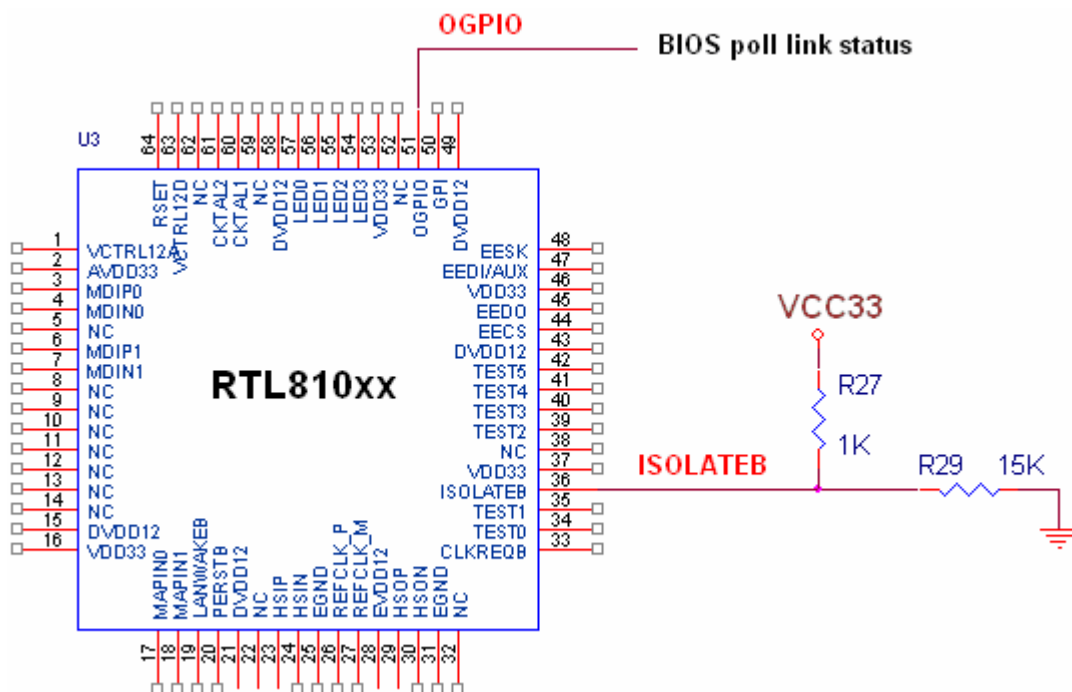 OGPIO
BIOS poll link status
U3
64 63 62 61 60 59 58 57 56 55 54 53 52 51 50 49
RSET
VCTRL12D
NC
CKTAL2
CKTAL1
NC
DVDD12
LED0
LED1
LED2
LED3
VDD33
NC
OGPIO
GPI
DVDD12
1 VCTRL12A
2 AVDD33
3 MDIP0
4 MDIN0
5 NC
6 MDIP1
7 MDIN1
8 NC
9 NC
10 NC
11 NC
12 NC
13 NC
14 NC
15 DVDD12
16 VDD33
RTL810xx
EESK 48
EEDI/AUX 47
VDD33 46
EEDO 45
EECS 44
DVDD12 43
TEST5 42
TEST4 41
TEST3 40
TEST2 39
NC 38
VDD33 37
ISOLATEB 36
TEST1 35
TEST0 34
CLKREQB 33
VCC33
R27
1K
ISOLATEB
R29 15K
MAPIN0
MAPIN1
LANWAKEB
PERSTB
DVDD12
NC
HSIP
HSIN
EGND
REFCLK_P
REFCLK_M
EVDD12
HSOP
HSON
EGND
NC
17 18 19 20 21 22 23 24 25 26 27 28 29 30 31 32